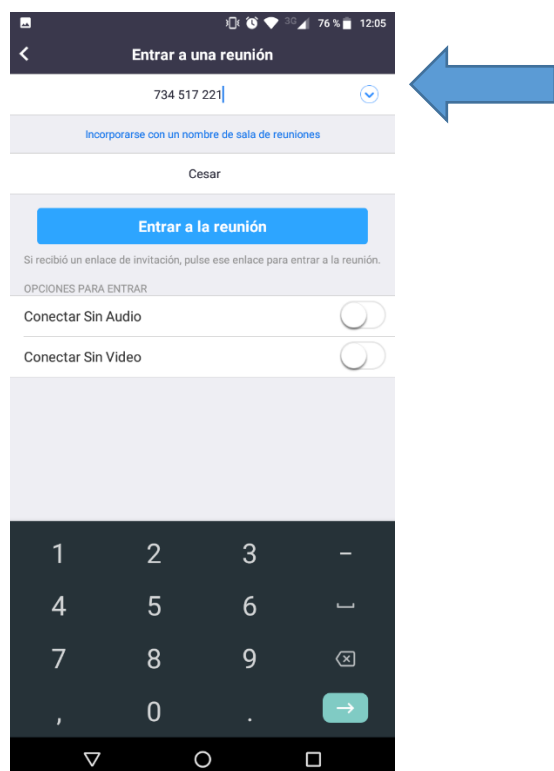 3G 76 % 12:05
Entrar a una reunión
734 517 221
Incorporarse con un nombre de sala de reuniones
Cesar
Entrar a la reunión
Si recibió un enlace de invitación, pulse ese enlace para entrar a la reunión.
OPCIONES PARA ENTRAR
Conectar Sin Audio
Conectar Sin Video
1 2 3 –
4 5 6
7 8 9
, 0 .